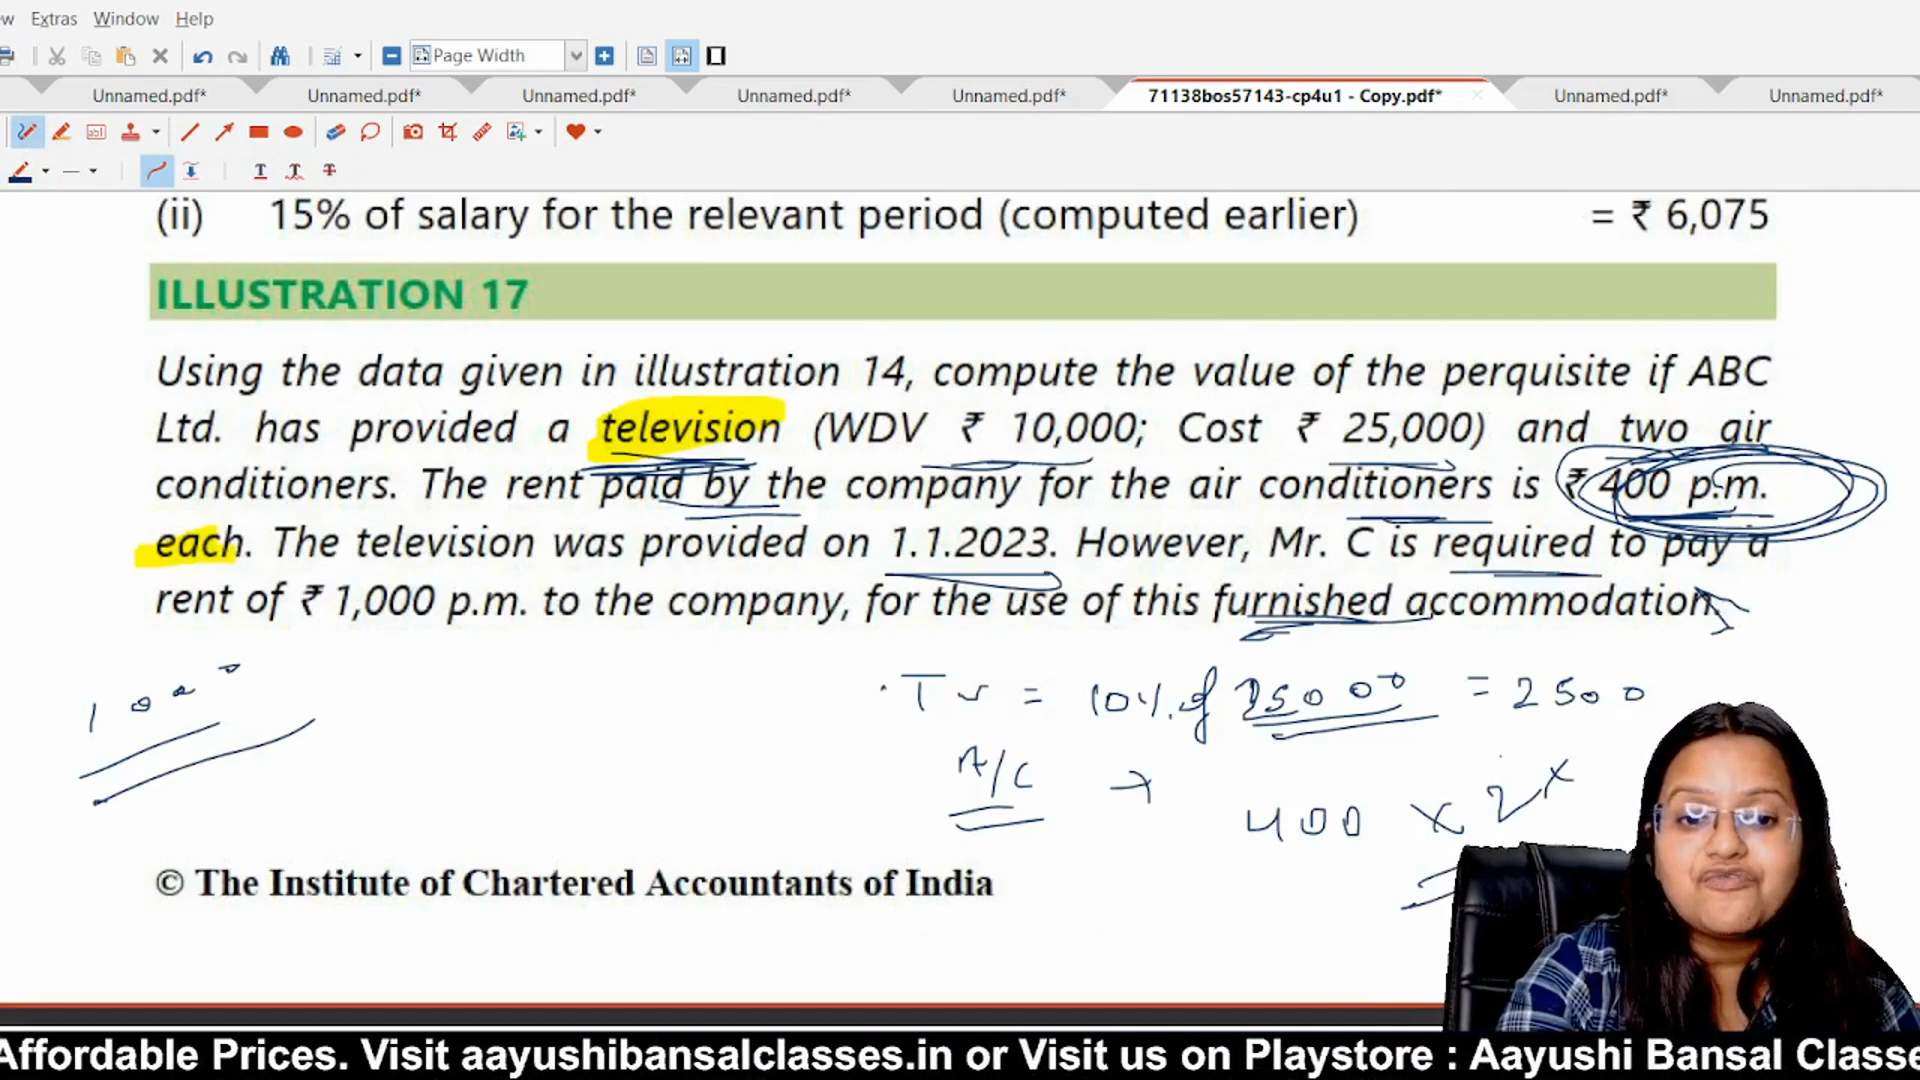 Extras Window Help
Page Width
Unnamed.pdf* Unnamed.pdf* Unnamed.pdf* Unnamed.pdf* Unnamed.pdf* 71138bos57143-cp4u1 - Copy.pdf* Unnamed.pdf* Unnamed.pdf*
(ii) 15% of salary for the relevant period (computed earlier) = ₹ 6,075
ILLUSTRATION 17
Using the data given in illustration 14, compute the value of the perquisite if ABC
Ltd. has provided a television (WDV ₹ 10,000; Cost ₹ 25,000) and two air
conditioners. The rent paid by the company for the air conditioners is ₹ 400 p.m.
each. The television was provided on 1.1.2023. However, Mr. C is required to pay a
rent of ₹ 1,000 p.m. to the company, for the use of this furnished accommodation.
1000
TV = 10% of 25000 = 2500
A/C → 400 x 2 x
© The Institute of Chartered Accountants of India
Affordable Prices. Visit aayushibansalclasses.in or Visit us on Playstore : Aayushi Bansal Classe